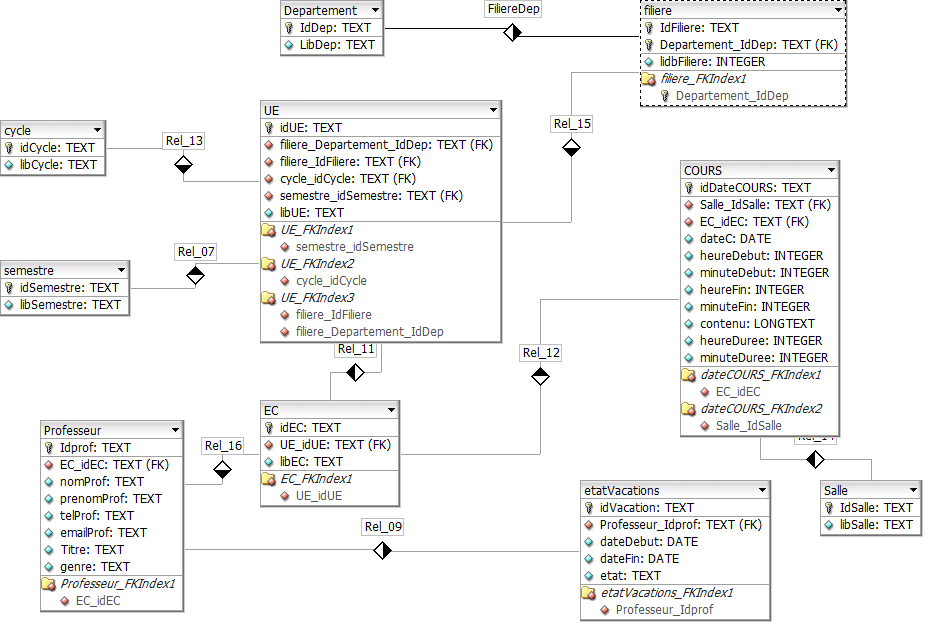 Departement
IdDep: TEXT
LibDep: TEXT
FiliereDep
filiere
IdFiliere: TEXT
Departement_IdDep: TEXT (FK)
lidbFiliere: INTEGER
filiere_FKIndex1
Departement_IdDep
cycle
idCycle: TEXT
libCycle: TEXT
Rel_13
UE
idUE: TEXT
filiere_Departement_IdDep: TEXT (FK)
filiere_IdFiliere: TEXT (FK)
cycle_idCycle: TEXT (FK)
semestre_idSemestre: TEXT (FK)
libUE: TEXT
UE_FKIndex1
semestre_idSemestre
UE_FKIndex2
cycle_idCycle
UE_FKIndex3
filiere_IdFiliere
filiere_Departement_IdDep
Rel_15
COURS
idDateCOURS: TEXT
Salle_IdSalle: TEXT (FK)
EC_idEC: TEXT (FK)
dateC: DATE
heureDebut: INTEGER
minuteDebut: INTEGER
heureFin: INTEGER
minuteFin: INTEGER
contenu: LONGTEXT
heureDuree: INTEGER
minuteDuree: INTEGER
dateCOURS_FKIndex1
EC_idEC
dateCOURS_FKIndex2
Salle_IdSalle
Rel_07
semestre
idSemestre: TEXT
libSemestre: TEXT
Rel_11
Rel_12
EC
idEC: TEXT
UE_idUE: TEXT (FK)
libEC: TEXT
EC_FKIndex1
UE_idUE
Professeur
Idprof: TEXT
EC_idEC: TEXT (FK)
nomProf: TEXT
prenomProf: TEXT
telProf: TEXT
emailProf: TEXT
Titre: TEXT
genre: TEXT
Professeur_FKIndex1
EC_idEC
Rel_16
Rel_09
etatVacations
idVacation: TEXT
Professeur_Idprof: TEXT (FK)
dateDebut: DATE
dateFin: DATE
etat: TEXT
etatVacations_FKIndex1
Professeur_Idprof
Rel_14
Salle
IdSalle: TEXT
libSalle: TEXT